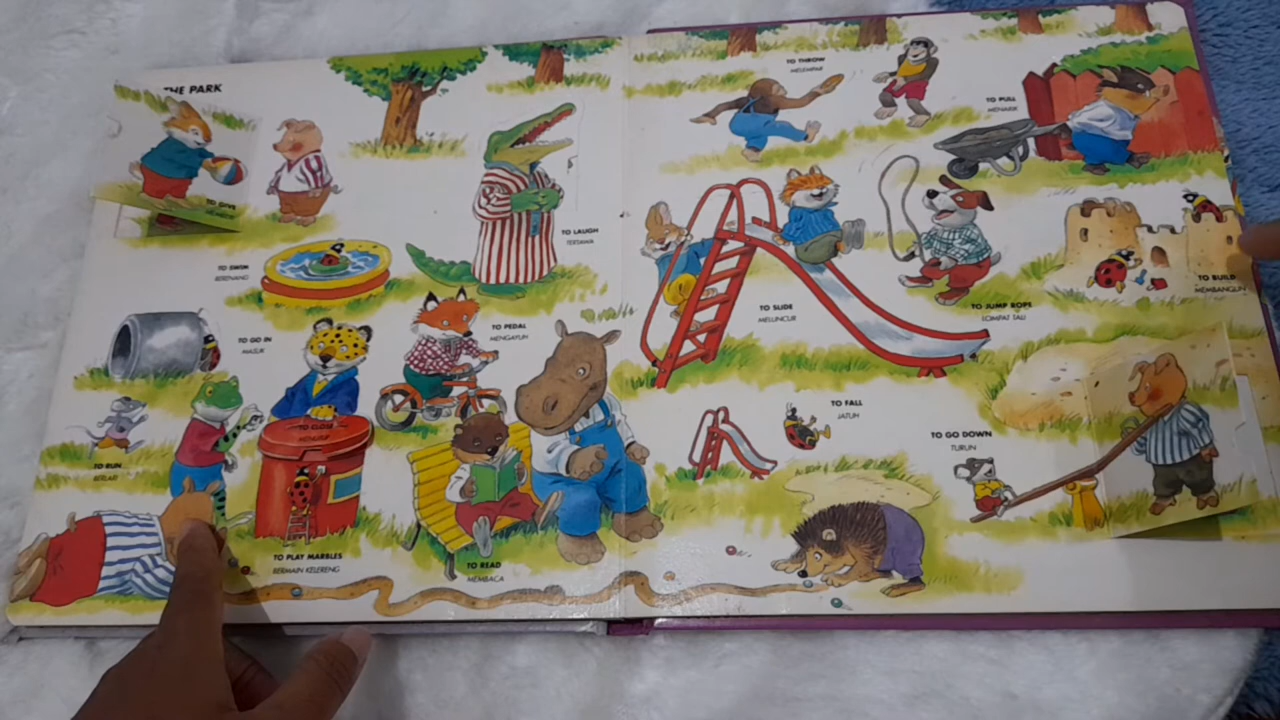 THE PARK
TO GIVE
TO SWIM
BERENANG
TO LAUGH
TERTAWA
TO GO IN
MASUK
TO PEDAL
MENGAYUH
TO RUN
BERLARI
TO CLOSE
MENUTUP
TO PLAY MARBLES
BERMAIN KELERENG
TO READ
MEMBACA
TO THROW
MELEMPAR
TO PULL
MENARIK
TO SLIDE
MELUNCUR
TO JUMP ROPE
LOMPAT TALI
TO BUILD
MEMBANGUN
TO FALL
JATUH
TO GO DOWN
TURUN